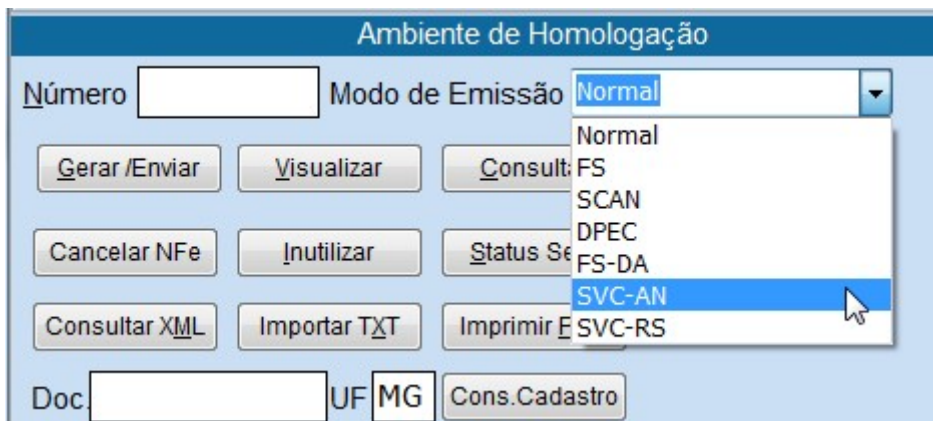 Ambiente de Homologação
Número Modo de Emissão Normal
Normal
Gerar /Enviar Visualizar Consulta FS
SCAN
DPEC
Cancelar NFe Inutilizar Status Se FS-DA
SVC-AN
Consultar XML Importar TXT Imprimir SVC-RS
Doc. UF MG Cons.Cadastro